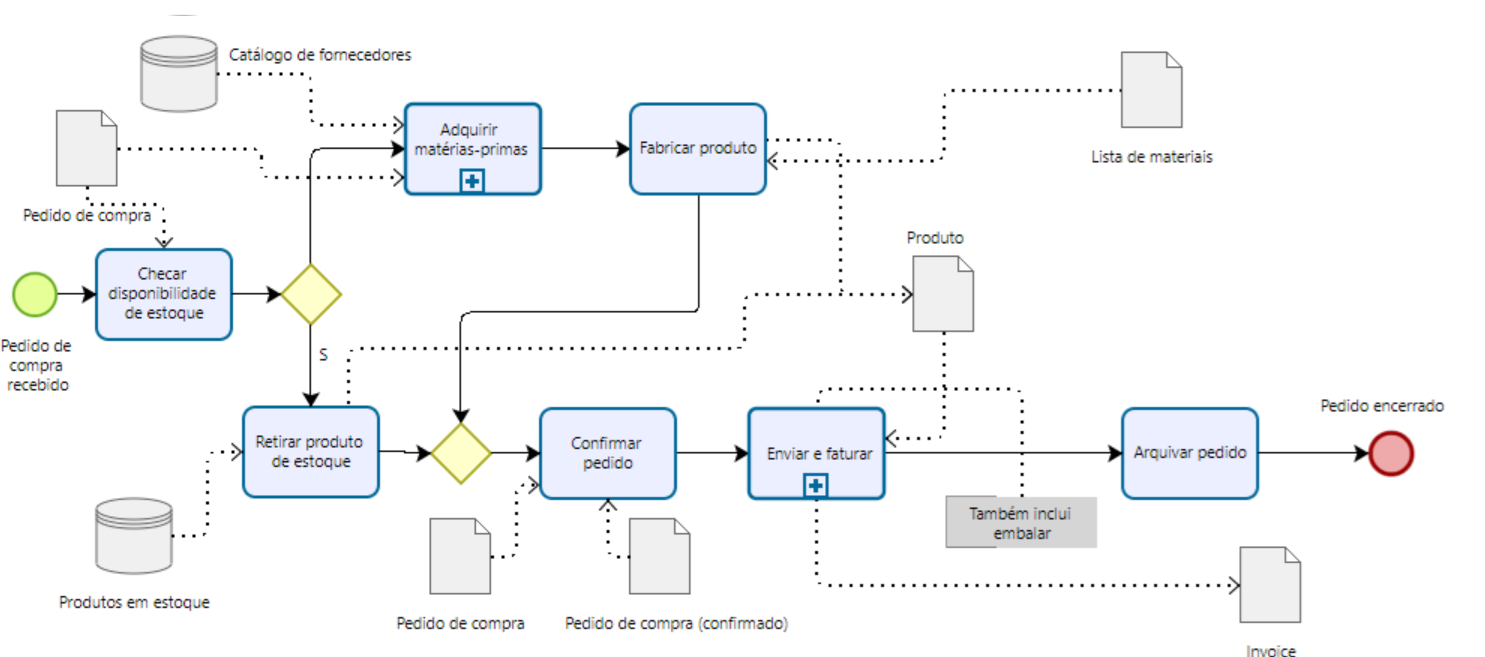 Catálogo de fornecedores
Adquirir
matérias-primas
Fabricar produto
Lista de materiais
Pedido de compra
Produto
Checar
disponibilidade
de estoque
Pedido de
compra
recebido
S
Retirar produto
de estoque
Confirmar
pedido
Enviar e faturar
Arquivar pedido
Pedido encerrado
Também inclui
embalar
Produtos em estoque
Pedido de compra
Pedido de compra (confirmado)
Invoice